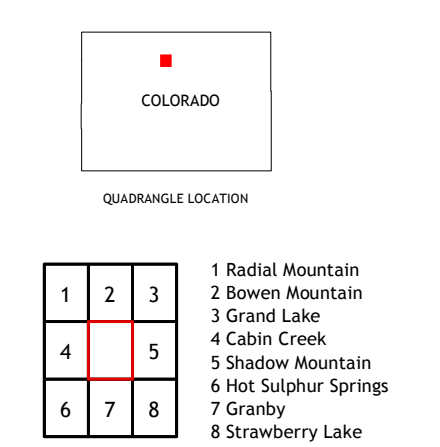 COLORADO
QUADRANGLE LOCATION
1 2 3
4 5
6 7 8
1 Radial Mountain
2 Bowen Mountain
3 Grand Lake
4 Cabin Creek
5 Shadow Mountain
6 Hot Sulphur Springs
7 Granby
8 Strawberry Lake